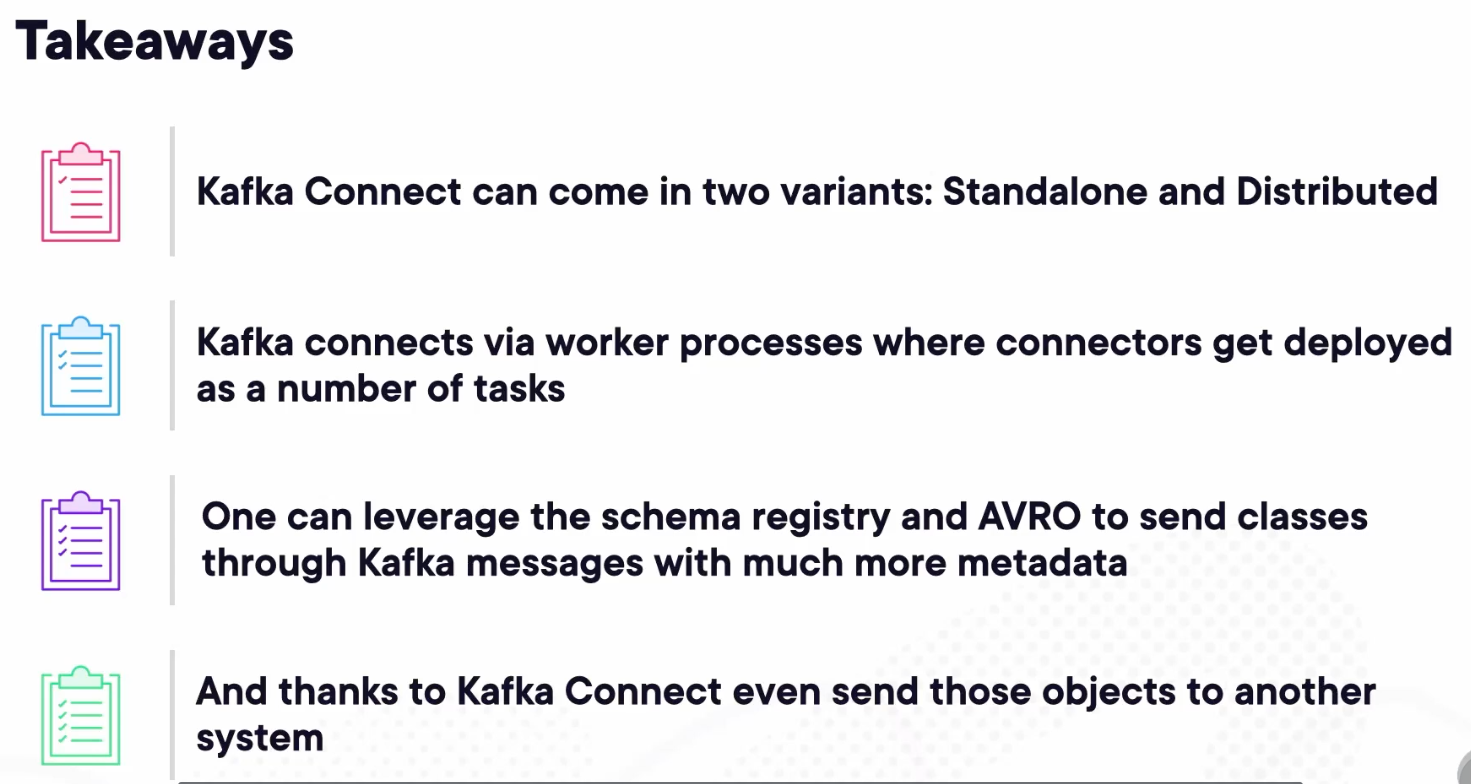 Takeaways
Kafka Connect can come in two variants: Standalone and Distributed
Kafka connects via worker processes where connectors get deployed
as a number of tasks
One can leverage the schema registry and AVRO to send classes
through Kafka messages with much more metadata
And thanks to Kafka Connect even send those objects to another
system